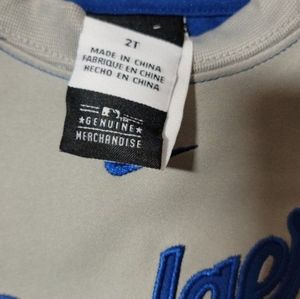 2T
MADE IN CHINA
FABRIQUE EN CHINE
HECHO EN CHINA
GENUINE
MERCHANDISE